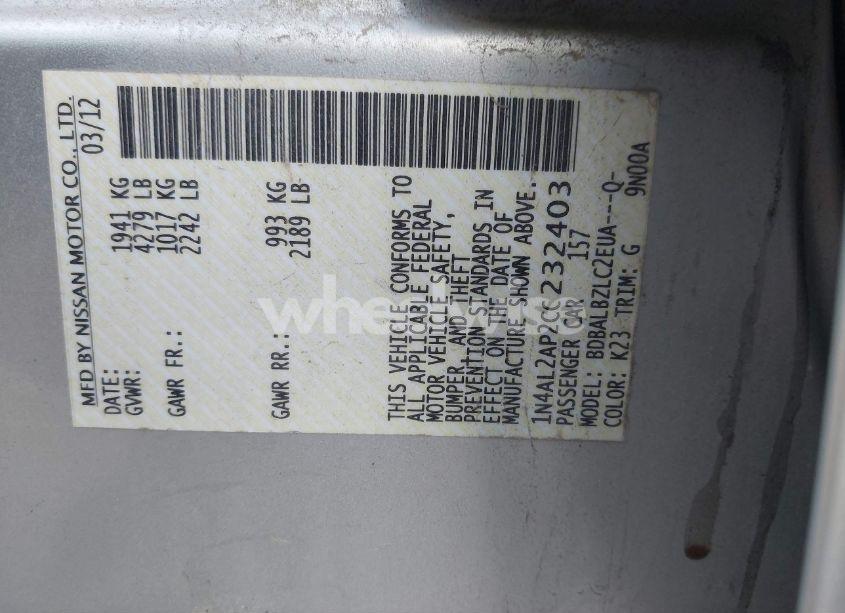 MFD BY NISSAN MOTOR CO., LTD.
DATE: 03/12
GVWR: 1941 KG
4279 LB
GAWR FR.: 1017 KG
2242 LB
GAWR RR.: 993 KG
2189 LB
THIS VEHICLE CONFORMS TO
ALL APPLICABLE FEDERAL
MOTOR VEHICLE SAFETY,
BUMPER, AND THEFT
PREVENTION STANDARDS IN
EFFECT ON THE DATE OF
MANUFACTURE SHOWN ABOVE.
1N4AL2AP2CC232403
PASSENGER CAR 157
MODEL: BDBALBZLC2EUA---Q-
COLOR: K23 TRIM: G 9N00A
wheelwise